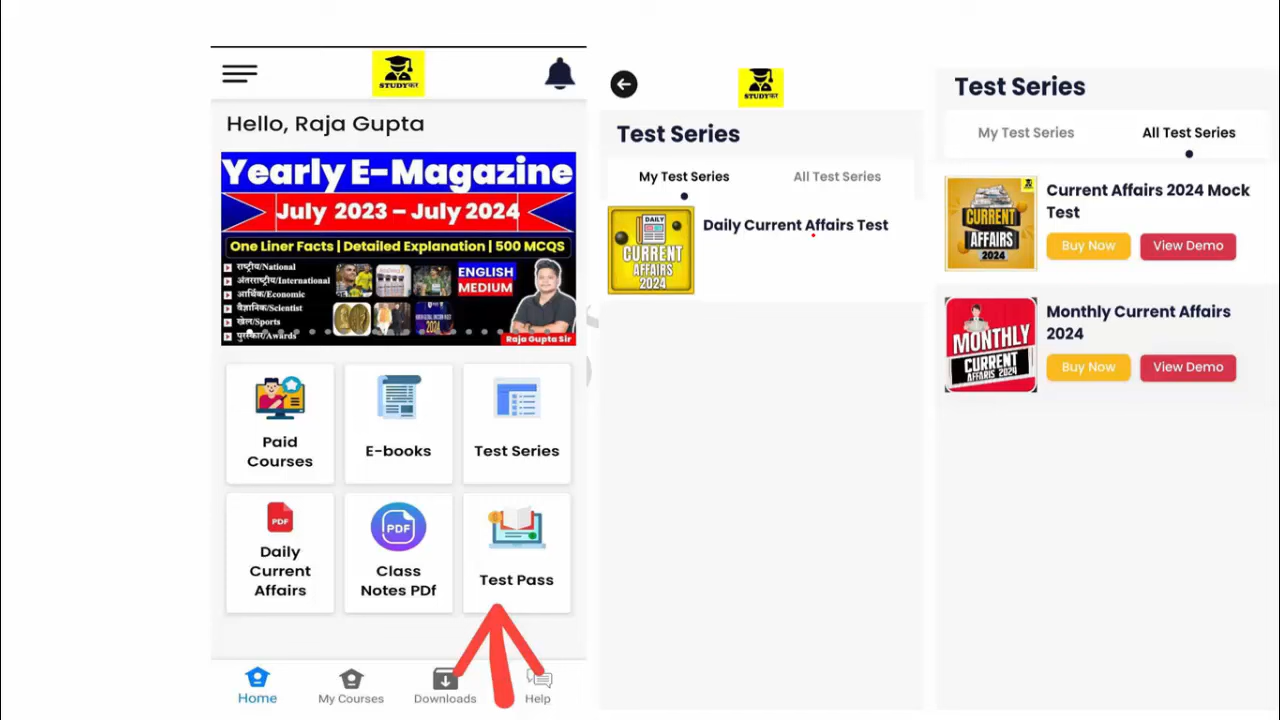 STUDYकर
Hello, Raja Gupta
Yearly E-Magazine
July 2023 – July 2024
One Liner Facts | Detailed Explanation | 500 MCQS
राष्ट्रीय/National
अंतरराष्ट्रीय/International
आर्थिक/Economic
वैज्ञानिक/Scientist
खेल/Sports
पुरस्कार/Awards
ENGLISH
MEDIUM
2024
Raja Gupta Sir
Paid
Courses
E-books
Test Series
PDF
Daily
Current
Affairs
PDF
Class
Notes PDf
Test Pass
Home
My Courses
Downloads
Help
STUDYकर
Test Series
My Test Series
All Test Series
DAILY
CURRENT
AFFAIRS
2024
Daily Current Affairs Test
Test Series
My Test Series
All Test Series
CURRENT
AFFAIRS
2024
Current Affairs 2024 Mock
Test
Buy Now
View Demo
MONTHLY
CURRENT
AFFARIS 2024
Monthly Current Affairs
2024
Buy Now
View Demo